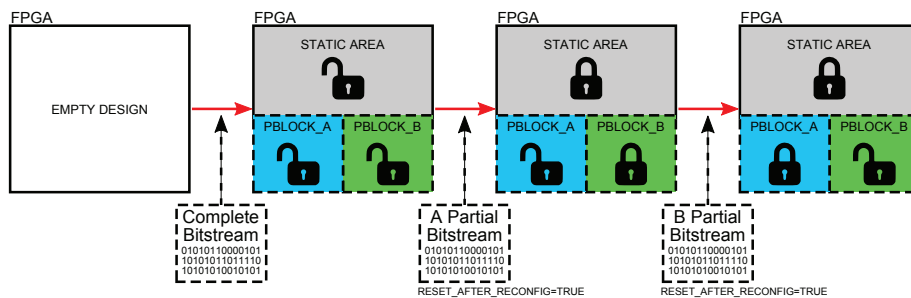 FPGA
EMPTY DESIGN
FPGA
STATIC AREA
PBLOCK_A
PBLOCK_B
FPGA
STATIC AREA
PBLOCK_A
PBLOCK_B
FPGA
STATIC AREA
PBLOCK_A
PBLOCK_B
Complete
Bitstream
01010110000101
10101011011110
10101010010101
A Partial
Bitstream
01010110000101
10101011011110
10101010010101
RESET_AFTER_RECONFIG=TRUE
B Partial
Bitstream
01010110000101
10101011011110
10101010010101
RESET_AFTER_RECONFIG=TRUE